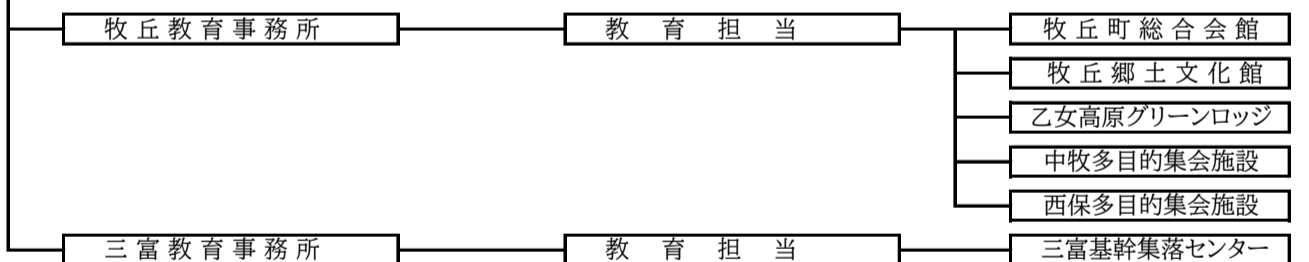 牧丘教育事務所 教育担当 牧丘町総合会館
牧丘郷土文化館
乙女高原グリーンロッジ
中牧多目的集会施設
西保多目的集会施設
三富教育事務所 教育担当 三富基幹集落センター